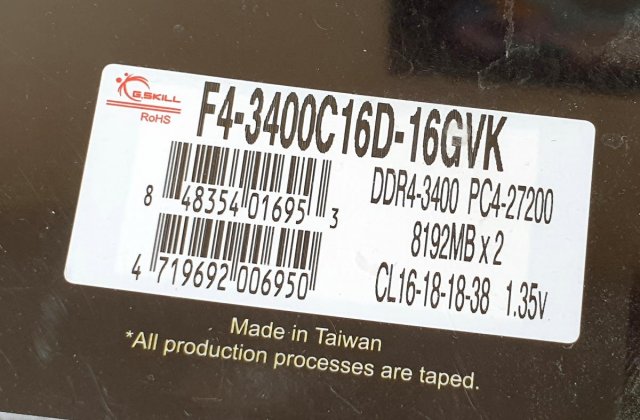 G.SKILL
RoHS
F4-3400C16D-16GVK
DDR4-3400 PC4-27200
8192MB x 2
CL16-18-18-38 1.35v
8 48354 01695 3
4 719692 006950
Made in Taiwan
*All production processes are taped.